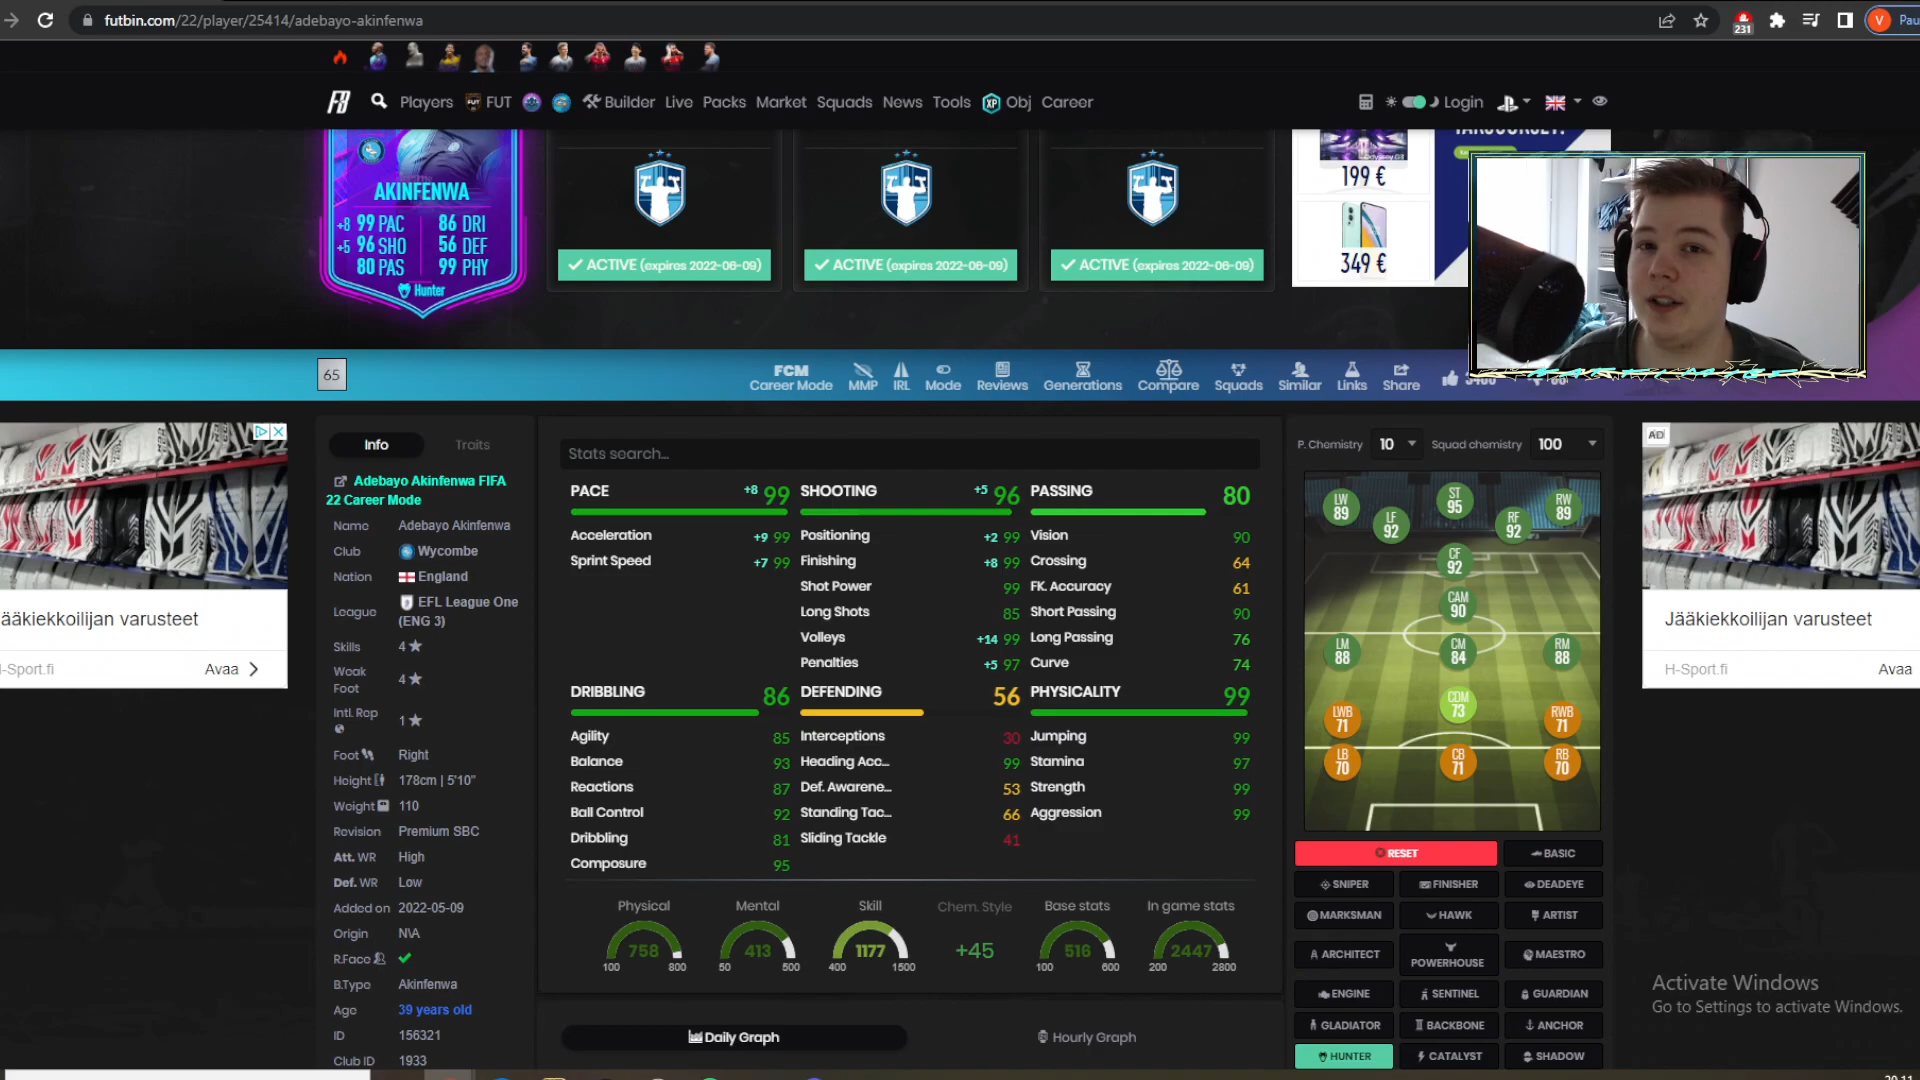 futbin.com/22/player/25414/adebayo-akinfenwa
231
V
Pau
FB
Players
FUT
Builder
Live
Packs
Market
Squads
News
Tools
XP
Obj
Career
Login
AKINFENWA
+8 99 PAC 86 DRI
+5 96 SHO 56 DEF
80 PAS 99 PHY
Hunter
ACTIVE (expires 2022-06-09)
ACTIVE (expires 2022-06-09)
ACTIVE (expires 2022-06-09)
199 €
349 €
65
FCM
Career Mode
MMP
IRL
Mode
Reviews
Generations
Compare
Squads
Similar
Links
Share
Info
Traits
Adebayo Akinfenwa FIFA
22 Career Mode
Name Adebayo Akinfenwa
Club Wycombe
Nation England
League EFL League One
(ENG 3)
Skills 4
Weak
Foot 4
Intl. Rep 1
Foot Right
Height 178cm | 5'10"
Weight 110
Revision Premium SBC
Att. WR High
Def. WR Low
Added on 2022-05-09
Origin N\A
R.Face
B.Type Akinfenwa
Age 39 years old
ID 156321
Club ID 1933
Stats search...
PACE +8 99
Acceleration +9 99
Sprint Speed +7 99
SHOOTING +5 96
Positioning +2 99
Finishing +8 99
Shot Power 99
Long Shots 85
Volleys +14 99
Penalties +5 97
PASSING 80
Vision 90
Crossing 64
FK. Accuracy 61
Short Passing 90
Long Passing 76
Curve 74
DRIBBLING 86
Agility 85
Balance 93
Reactions 87
Ball Control 92
Dribbling 81
Composure 95
DEFENDING 56
Interceptions 30
Heading Acc... 99
Def. Awarene... 53
Standing Tac... 66
Sliding Tackle 41
PHYSICALITY 99
Jumping 99
Stamina 97
Strength 99
Aggression 99
Physical
758
100 800
Mental
413
50 500
Skill
1177
400 1500
Chem. Style
+45
Base stats
516
100 600
In game stats
2447
200 2800
Daily Graph
Hourly Graph
P. Chemistry 10
Squad chemistry 100
LW
89
ST
95
RW
89
LF
92
RF
92
CF
92
CAM
90
LM
88
CM
84
RM
88
CDM
73
LWB
71
RWB
71
LB
70
CB
71
RB
70
RESET
BASIC
SNIPER
FINISHER
DEADEYE
MARKSMAN
HAWK
ARTIST
ARCHITECT
POWERHOUSE
MAESTRO
ENGINE
SENTINEL
GUARDIAN
GLADIATOR
BACKBONE
ANCHOR
HUNTER
CATALYST
SHADOW
ääkiekkoilijan varusteet
H-Sport.fi
Avaa
AD
Jääkiekkoilijan varusteet
H-Sport.fi
Avaa
Activate Windows
Go to Settings to activate Windows.
20.11